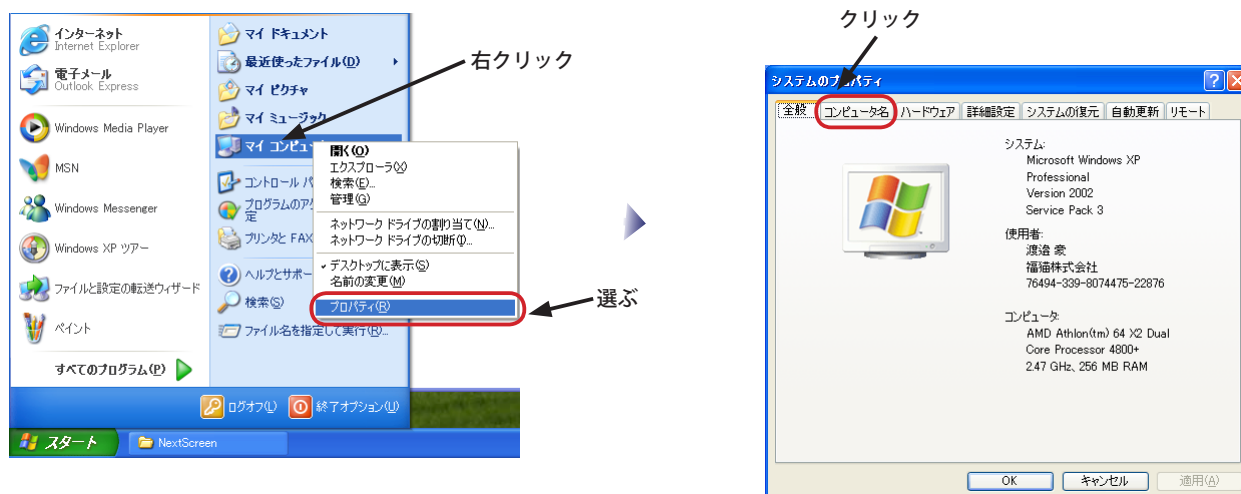 インターネット
Internet Explorer
電子メール
Outlook Express
Windows Media Player
MSN
Windows Messenger
Windows XP ツアー
ファイルと設定の転送ウィザード
ペイント
すべてのプログラム(P)
マイ ドキュメント
最近使ったファイル(D)
マイ ピクチャ
マイ ミュージック
マイ コンピュ
コントロール パ
プログラムのア
定
プリンタと FAX
ヘルプとサポー
検索(S)
ファイル名を指定して実行(R)...
開く(O)
エクスプローラ(X)
検索(E)...
管理(G)
ネットワーク ドライブの割り当て(N)...
ネットワーク ドライブの切断(I)...
デスクトップに表示(S)
名前の変更(M)
プロパティ(R)
ログオフ(L)
終了オプション(U)
スタート
NextScreen
右クリック
選ぶ
クリック
システムのプロパティ
全般
コンピュータ名
ハードウェア
詳細設定
システムの復元
自動更新
リモート
システム:
Microsoft Windows XP
Professional
Version 2002
Service Pack 3
使用者:
渡邉 豪
福猫株式会社
76494-339-8074475-22876
コンピュータ:
AMD Athlon(tm) 64 X2 Dual
Core Processor 4800+
2.47 GHz、256 MB RAM
OK
キャンセル
適用(A)